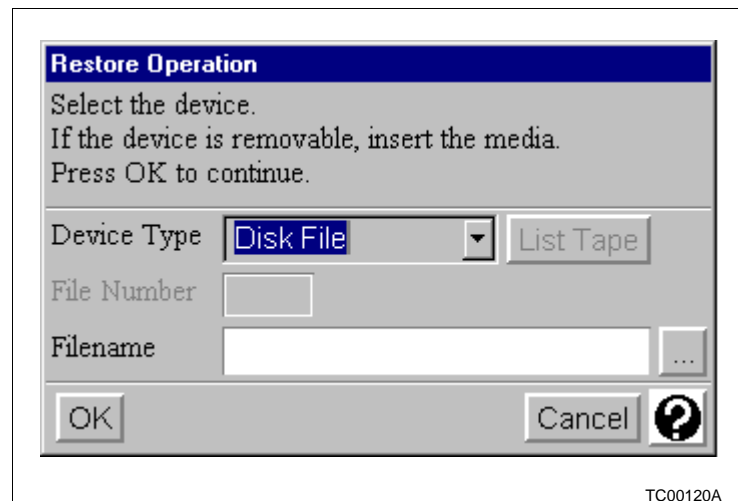 Restore Operation
Select the device.
If the device is removable, insert the media.
Press OK to continue.
Device Type Disk File List Tape
File Number
Filename ...
OK Cancel ?
TC00120A